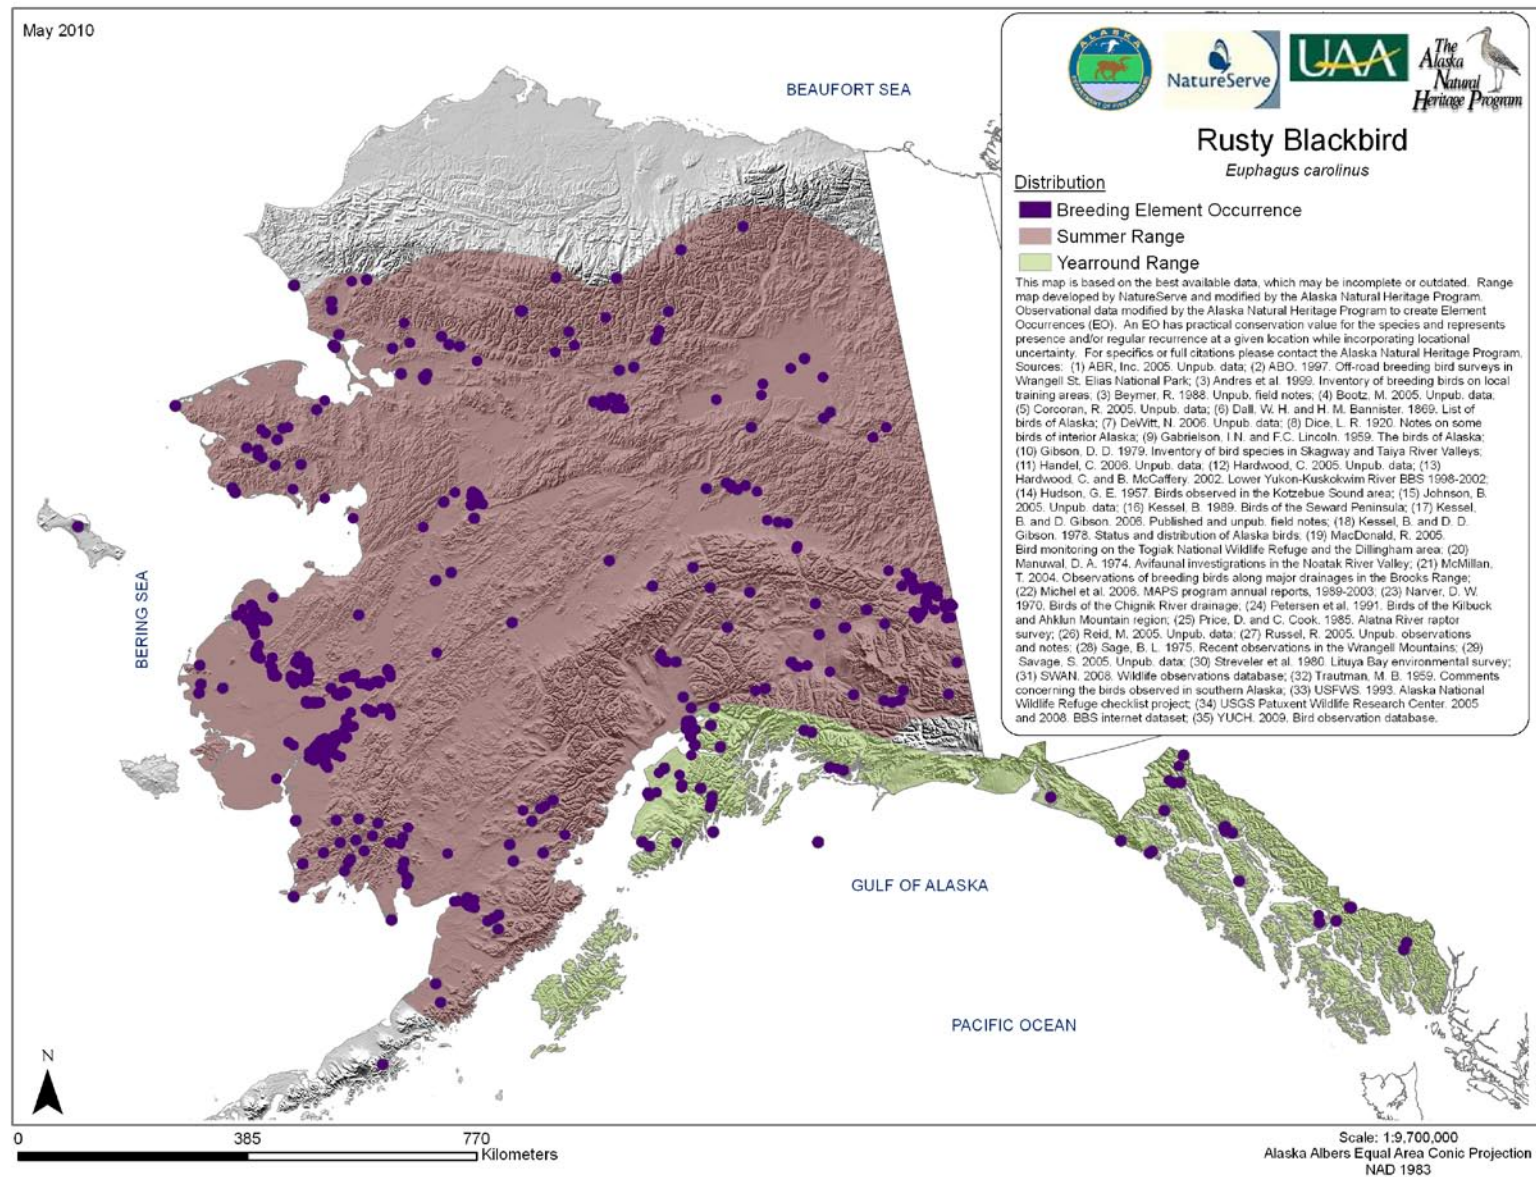 May 2010
BEAUFORT SEA
ALASKA
NatureServe
UAA
The
Alaska
Natural
Heritage Program
Rusty Blackbird
Euphagus carolinus
Distribution
Breeding Element Occurrence
Summer Range
Yearround Range
This map is based on the best available data, which may be incomplete or outdated. Range
map developed by NatureServe and modified by the Alaska Natural Heritage Program.
Observational data modified by the Alaska Natural Heritage Program to create Element
Occurrences (EO). An EO has practical conservation value for the species and represents
presence and/or regular recurrence at a given location while incorporating locational
uncertainty. For specifics or full citations please contact the Alaska Natural Heritage Program.
Sources: (1) ABR, Inc. 2005. Unpub. data; (2) ABO. 1997. Off-road breeding bird surveys in
Wrangell St. Elias National Park; (3) Andres et al. 1999. Inventory of breeding birds on local
training areas; (3) Beymer, R. 1988. Unpub. field notes; (4) Bootz, M. 2005. Unpub. data;
(5) Corcoran, R. 2005. Unpub. data; (6) Dall, W. H. and H. M. Bannister. 1869. List of
birds of Alaska; (7) DeWitt, N. 2006. Unpub. data; (8) Dice, L. R. 1920. Notes on some
birds of interior Alaska; (9) Gabrielson, I.N. and F.C. Lincoln. 1959. The birds of Alaska;
(10) Gibson, D. D. 1979. Inventory of bird species in Skagway and Taiya River Valleys;
(11) Handel, C. 2006. Unpub. data; (12) Hardwood, C. 2005. Unpub. data; (13)
Hardwood, C. and B. McCaffery. 2002. Lower Yukon-Kuskokwim River BBS 1998-2002;
(14) Hudson, G. E. 1957. Birds observed in the Kotzebue Sound area; (15) Johnson, B.
2005. Unpub. data; (16) Kessel, B. 1989. Birds of the Seward Peninsula; (17) Kessel,
B. and D. Gibson. 2006. Published and unpub. field notes; (18) Kessel, B. and D. D.
Gibson. 1978. Status and distribution of Alaska birds; (19) MacDonald, R. 2005.
Bird monitoring on the Togiak National Wildlife Refuge and the Dillingham area; (20)
Manuwal, D. A. 1974. Avifaunal investigrations in the Noatak River Valley; (21) McMillan,
T. 2004. Observations of breeding birds along major drainages in the Brooks Range;
(22) Michel et al. 2006. MAPS program annual reports, 1989-2003; (23) Narver, D. W.
1970. Birds of the Chignik River drainage; (24) Petersen et al. 1991. Birds of the Kilbuck
and Ahklun Mountain region; (25) Price, D. and C. Cook. 1985. Alatna River raptor
survey; (26) Reid, M. 2005. Unpub. data; (27) Russel, R. 2005. Unpub. observations
and notes; (28) Sage, B. L. 1975. Recent observations in the Wrangell Mountains; (29)
Savage, S. 2005. Unpub. data; (30) Streveler et al. 1980. Lituya Bay environmental survey;
(31) SWAN. 2008. Wildlife observations database; (32) Trautman, M. B. 1959. Comments
concerning the birds observed in southern Alaska; (33) USFWS. 1993. Alaska National
Wildlife Refuge checklist project; (34) USGS Patuxent Wildlife Research Center. 2005
and 2008. BBS internet dataset; (35) YUCH. 2009. Bird observation database.
BERING SEA
GULF OF ALASKA
PACIFIC OCEAN
N
0 385 770
Kilometers
Scale: 1:9,700,000
Alaska Albers Equal Area Conic Projection
NAD 1983